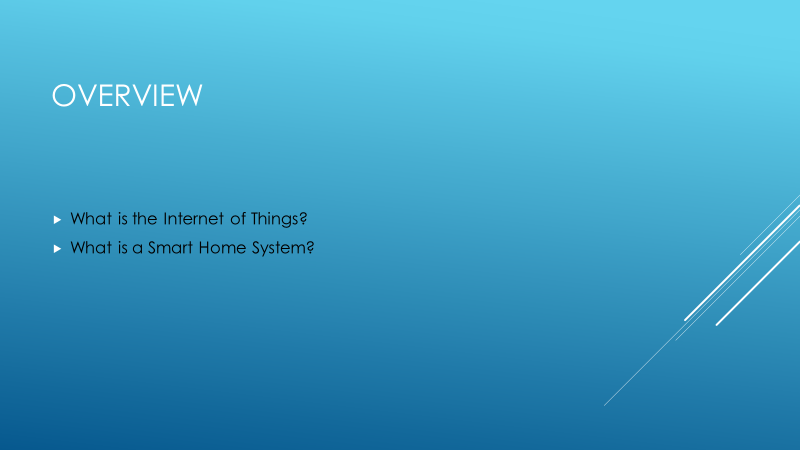 OVERVIEW
What is the Internet of Things?
What is a Smart Home System?